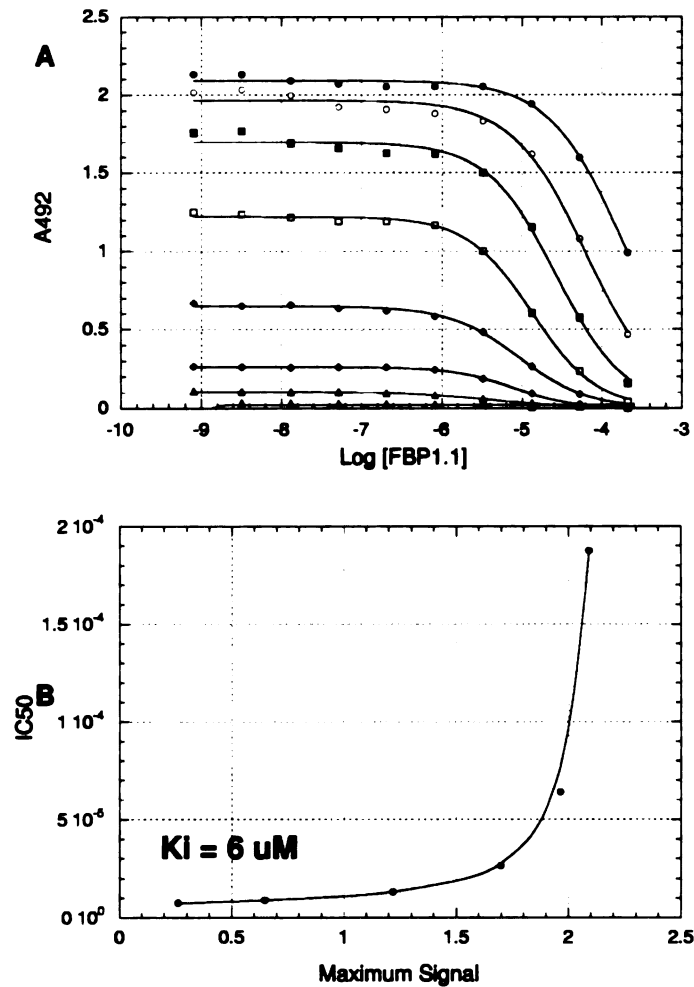 A
2.5
2
1.5
1
0.5
0
A492
-10 -9 -8 -7 -6 -5 -4 -3
Log [FBP1.1]
B
2 10-4
1.5 10-4
1 10-4
5 10-5
0 100
IC50
Ki = 6 uM
0 0.5 1 1.5 2 2.5
Maximum Signal